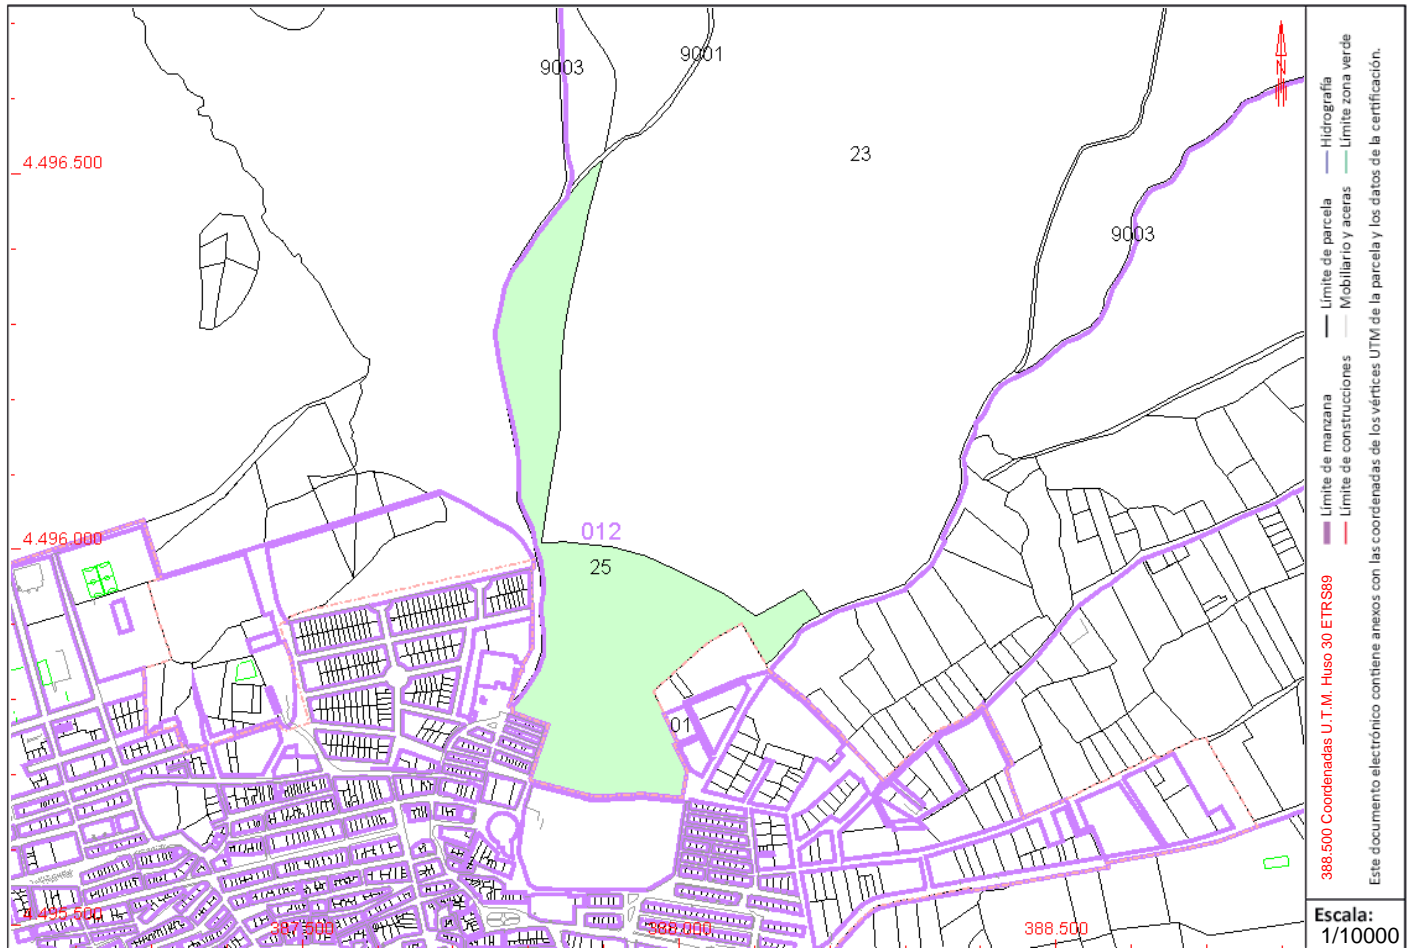 9003
9001
4.496.500
23
9003
4.496.000
012
25
01
4.495.500
387.500
388.000
388.500
Límite de manzana
Límite de parcela
Hidrografía
Límite de construcciones
Mobiliario y aceras
Límite zona verde
388.500 Coordenadas U.T.M. Huso 30 ETRS89
Este documento electrónico contiene anexos con las coordenadas de los vértices UTM de la parcela y los datos de la certificación.
N
Escala:
1/10000